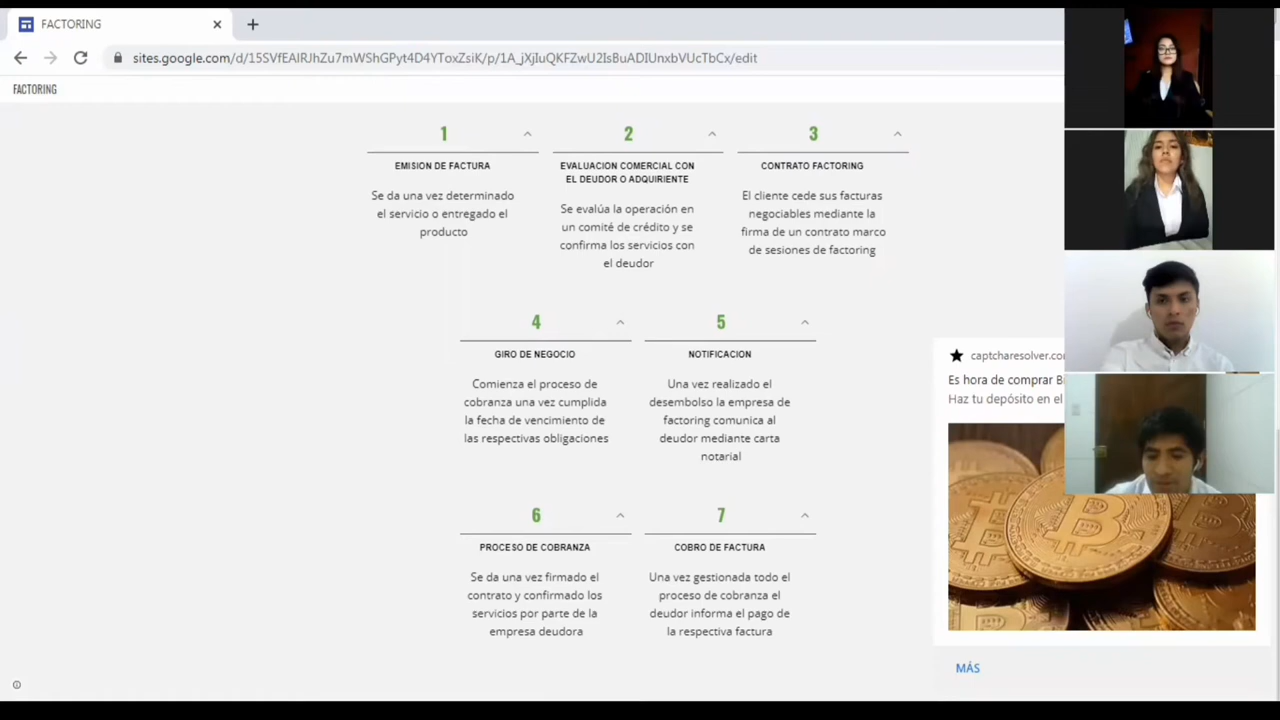 FACTORING
sites.google.com/d/15SVfEAlRJhZu7mWShGPyt4D4YToxZziK/p/1A_jXjIuQKFZwU2IsBuADIUnxbVUcTbCx/edit
FACTORING
1
EMISION DE FACTURA
Se da una vez determinado
el servicio o entregado el
producto
2
EVALUACION COMERCIAL CON
EL DEUDOR O ADQUIRIENTE
Se evalúa la operación en
un comité de crédito y se
confirma los servicios con
el deudor
3
CONTRATO FACTORING
El cliente cede sus facturas
negociables mediante la
firma de un contrato marco
de sesiones de factoring
4
GIRO DE NEGOCIO
Comienza el proceso de
cobranza una vez cumplida
la fecha de vencimiento de
las respectivas obligaciones
5
NOTIFICACION
Una vez realizado el
desembolso la empresa de
factoring comunica al
deudor mediante carta
notarial
6
PROCESO DE COBRANZA
Se da una vez firmado el
contrato y confirmado los
servicios por parte de la
empresa deudora
7
COBRO DE FACTURA
Una vez gestionada todo el
proceso de cobranza el
deudor informa el pago de
la respectiva factura
captcharesolver.co
Es hora de comprar
Haz tu depósito en el
MÁS